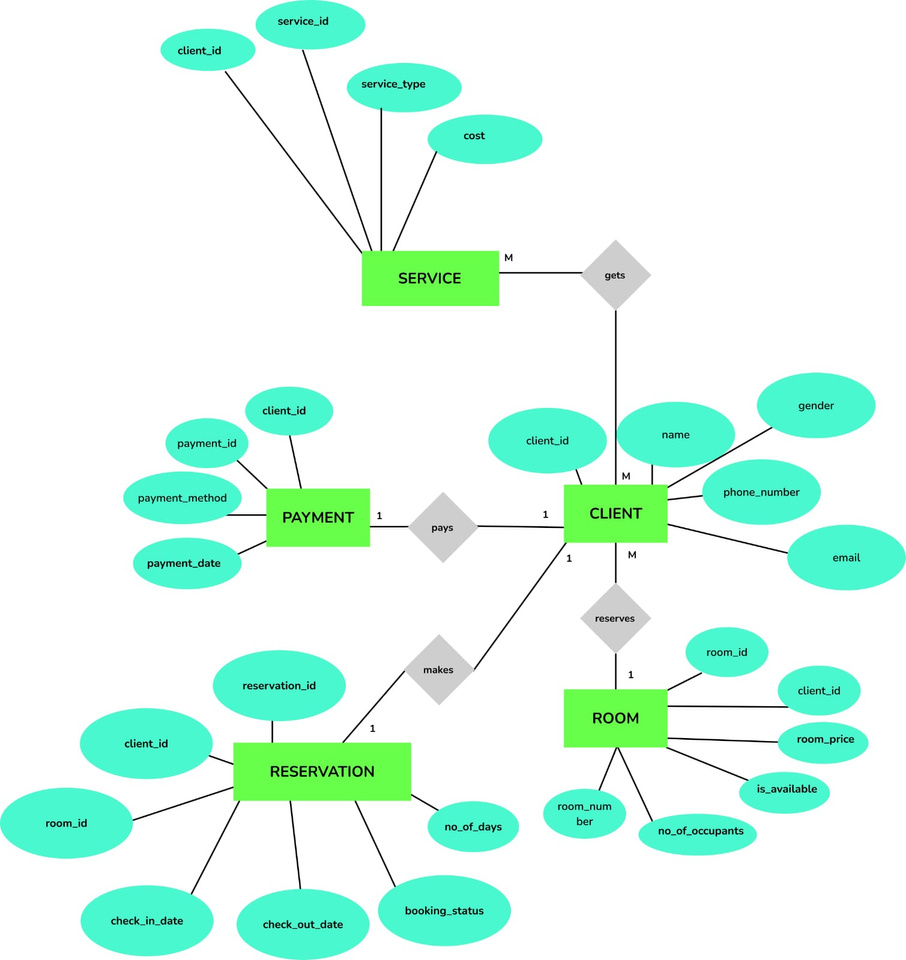 service_id
client_id
service_type
cost
M
SERVICE
gets
client_id
payment_id
payment_method
payment_date
PAYMENT
1
pays
1
client_id
name
gender
phone_number
email
M
CLIENT
1
M
reserves
1
makes
1
reservation_id
client_id
room_id
check_in_date
check_out_date
booking_status
no_of_days
RESERVATION
room_id
client_id
room_price
is_available
no_of_occupants
room_num
ber
ROOM